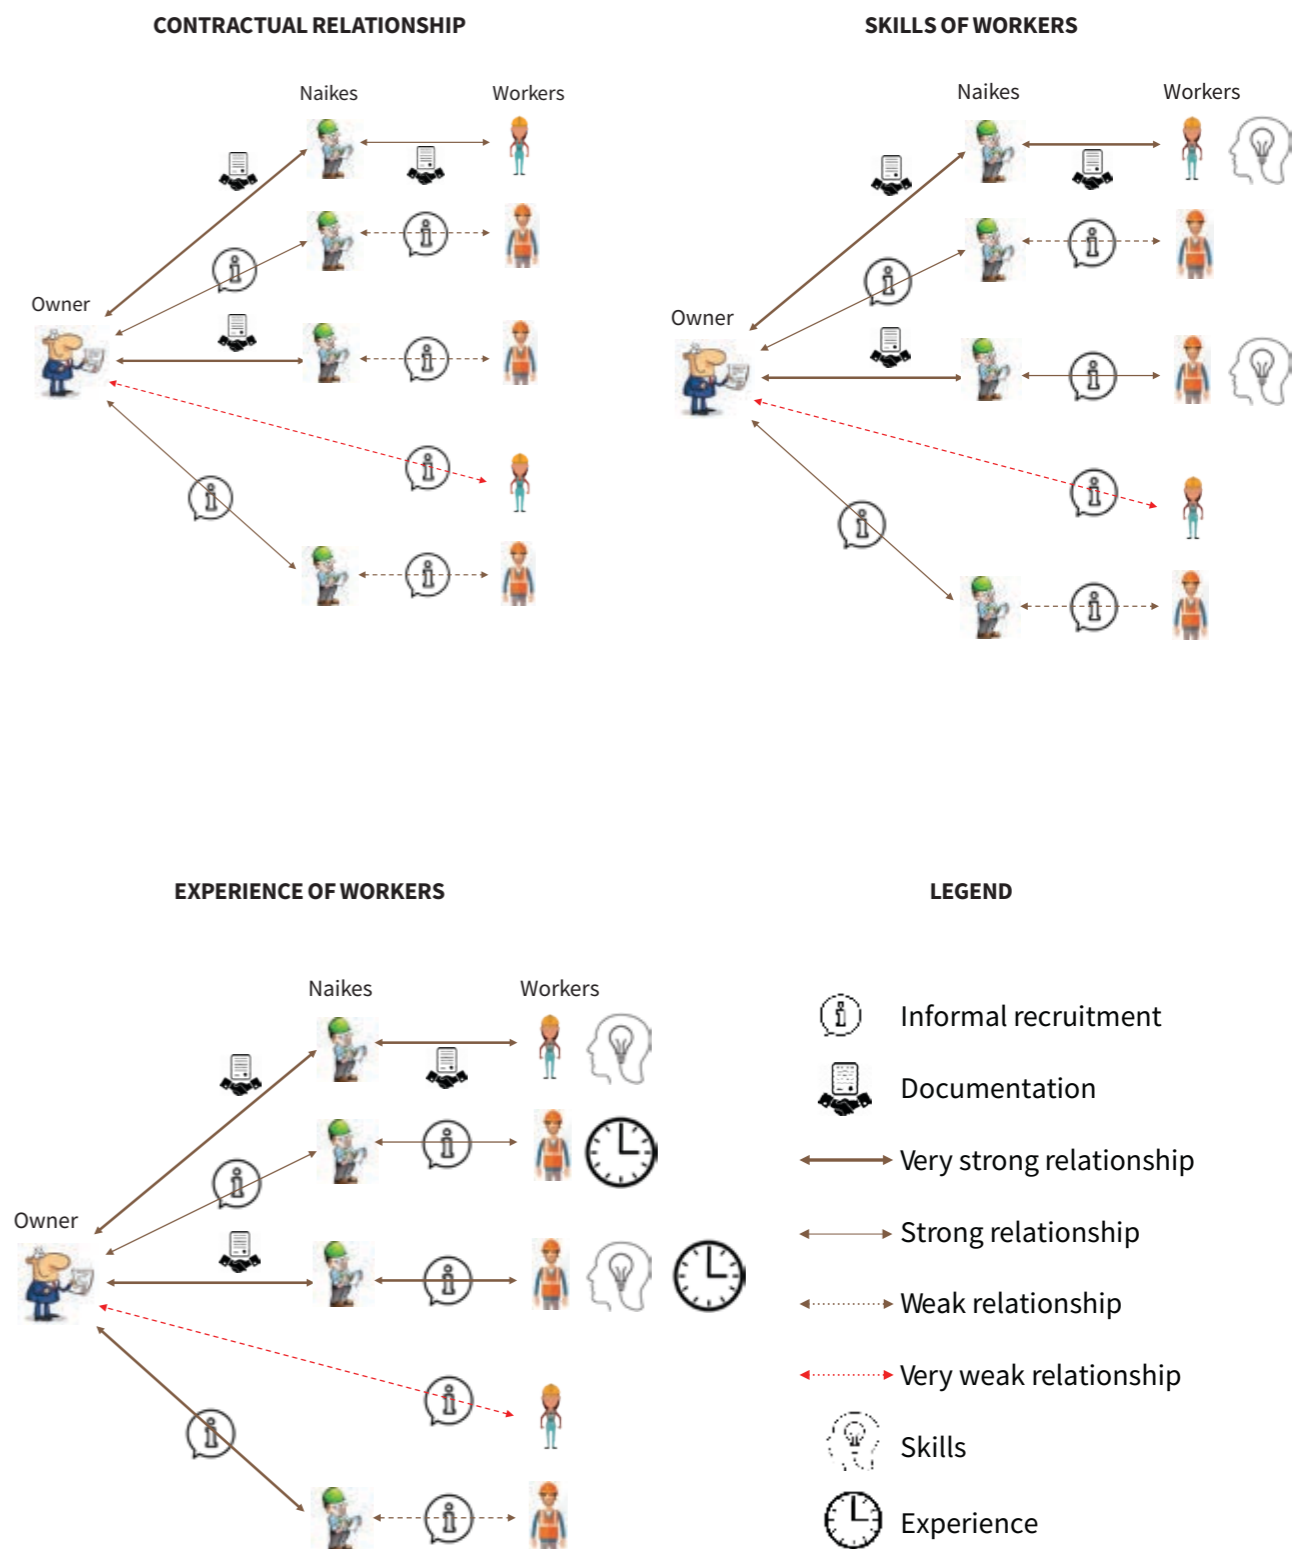 CONTRACTUAL RELATIONSHIP
Naikes
Workers
Owner
SKILLS OF WORKERS
Naikes
Workers
Owner
EXPERIENCE OF WORKERS
Naikes
Workers
Owner
LEGEND
Informal recruitment
Documentation
Very strong relationship
Strong relationship
Weak relationship
Very weak relationship
Skills
Experience